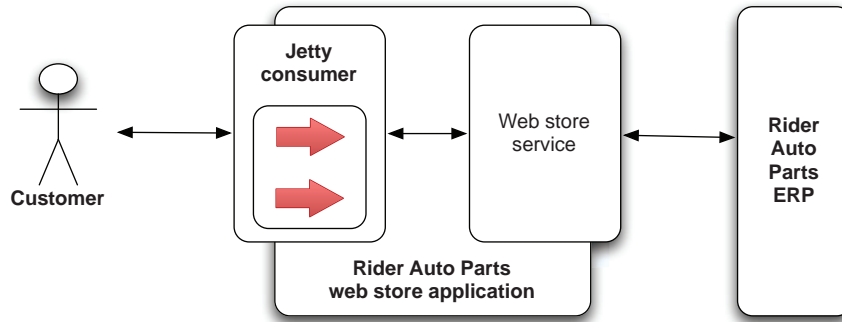 Jetty
consumer
Customer
Web store
service
Rider
Auto
Parts
ERP
Rider Auto Parts
web store application